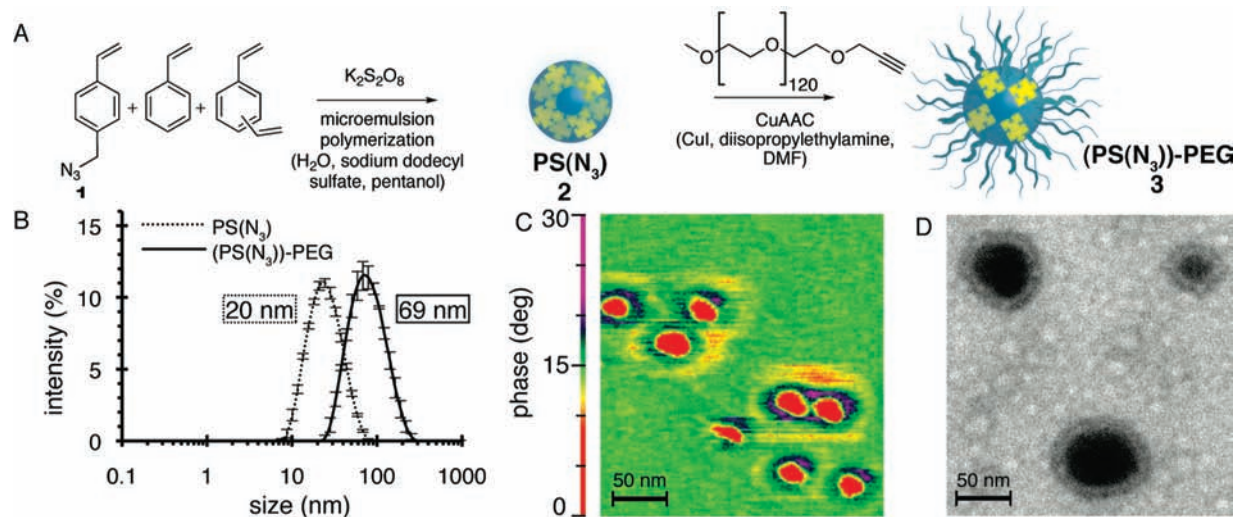 A
N₃
1
+
+
K₂S₂O₈
microemulsion
polymerization
(H₂O, sodium dodecyl
sulfate, pentanol)
PS(N₃)
2
O
O
O
120
CuAAC
(CuI, diisopropylethylamine,
DMF)
(PS(N₃))-PEG
3
B
PS(N₃)
(PS(N₃))-PEG
20 nm
69 nm
intensity (%)
15
10
5
0
0.1 1 10 100 1000
size (nm)
C
phase (deg)
30
15
0
50 nm
D
50 nm